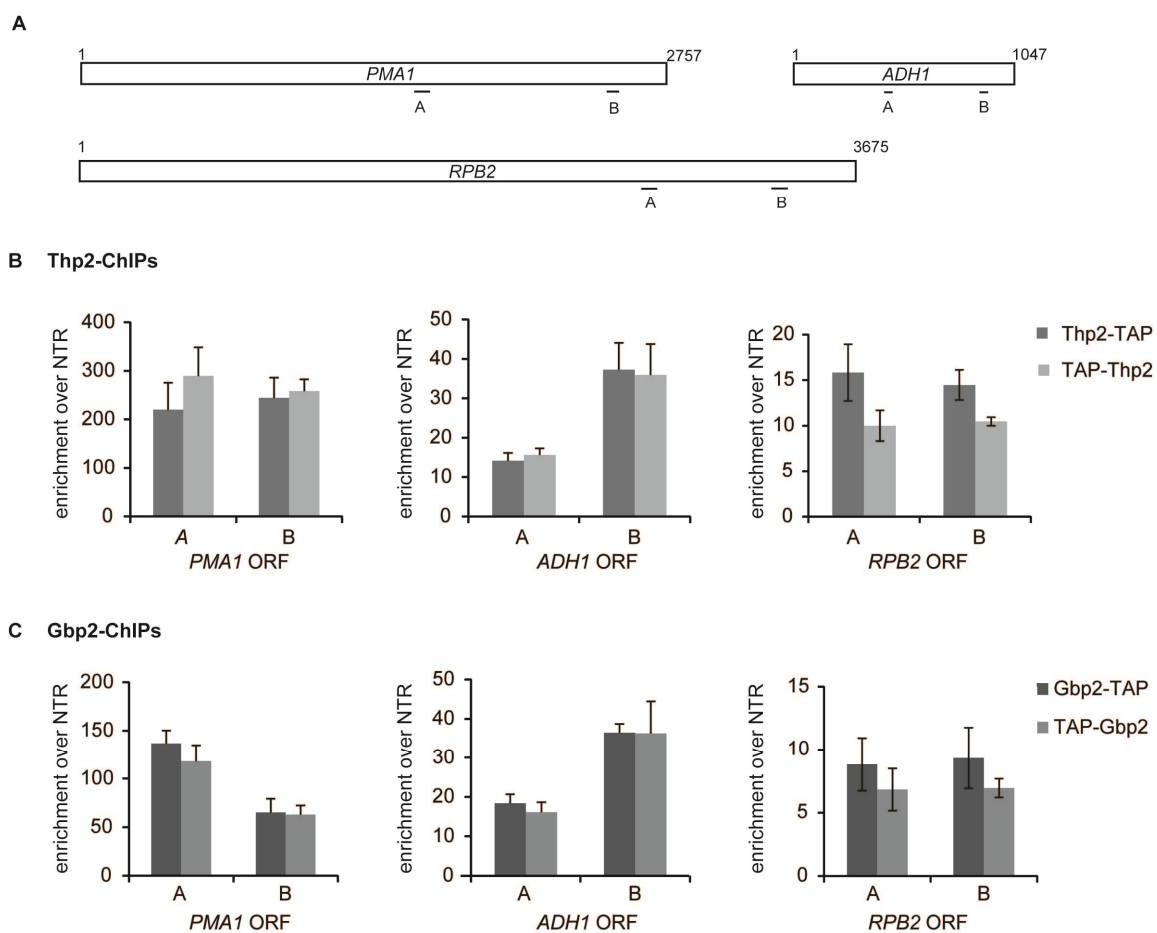 A
1 2757 1 1047
PMA1 ADH1
A B A B
1 3675
RPB2
A B
B Thp2-ChIPs
enrichment over NTR
400
300
200
100
0
A B
PMA1 ORF
enrichment over NTR
50
40
30
20
10
0
A B
ADH1 ORF
enrichment over NTR
20
15
10
5
0
A B
RPB2 ORF
Thp2-TAP
TAP-Thp2
C Gbp2-ChIPs
enrichment over NTR
200
150
100
50
0
A B
PMA1 ORF
enrichment over NTR
50
40
30
20
10
0
A B
ADH1 ORF
enrichment over NTR
15
10
5
0
A B
RPB2 ORF
Gbp2-TAP
TAP-Gbp2